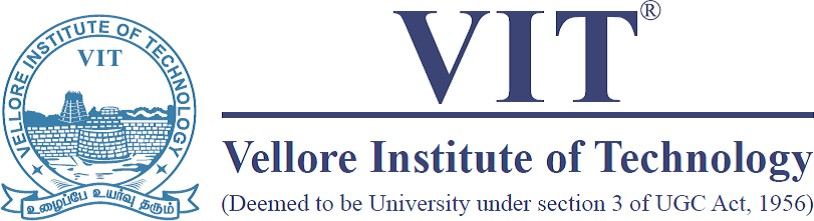 VELLORE INSTITUTE OF TECHNOLOGY
VIT
உழைப்பே உயர்வு தரும்
VIT®
Vellore Institute of Technology
(Deemed to be University under section 3 of UGC Act, 1956)